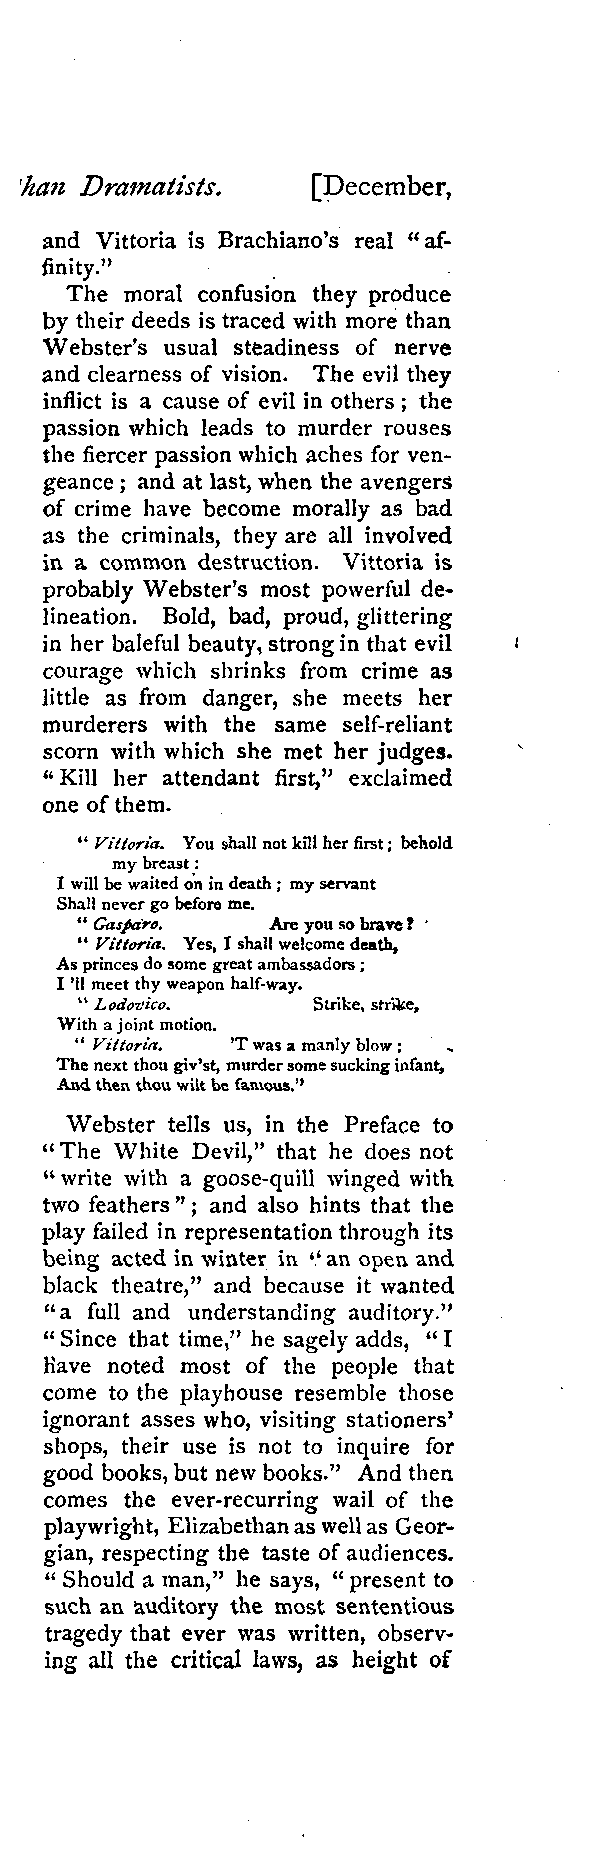 'han Dramatists. [December,
and Vittoria is Brachiano's real "af-
finity."
The moral confusion they produce
by their deeds is traced with more than
Webster's usual steadiness of nerve
and clearness of vision. The evil they
inflict is a cause of evil in others; the
passion which leads to murder rouses
the fiercer passion which aches for ven-
geance; and at last, when the avengers
of crime have become morally as bad
as the criminals, they are all involved
in a common destruction. Vittoria is
probably Webster's most powerful de-
lineation. Bold, bad, proud, glittering
in her baleful beauty, strong in that evil
courage which shrinks from crime as
little as from danger, she meets her
murderers with the same self-reliant
scorn with which she met her judges.
"Kill her attendant first," exclaimed
one of them.
"Vittoria. You shall not kill her first; behold
my breast:
I will be waited on in death; my servant
Shall never go before me.
"Gasparo. Are you so brave?
"Vittoria. Yes, I shall welcome death,
As princes do some great ambassadors;
I'll meet thy weapon half-way.
"Lodovico. Strike, strike,
With a joint motion.
"Vittoria. 'T was a manly blow;
The next thou giv'st, murder some sucking infant,
And then thou wilt be famous."
Webster tells us, in the Preface to
"The White Devil," that he does not
"write with a goose-quill winged with
two feathers"; and also hints that the
play failed in representation through its
being acted in winter in "an open and
black theatre," and because it wanted
"a full and understanding auditory."
"Since that time," he sagely adds, "I
have noted most of the people that
come to the playhouse resemble those
ignorant asses who, visiting stationers'
shops, their use is not to inquire for
good books, but new books." And then
comes the ever-recurring wail of the
playwright, Elizabethan as well as Geor-
gian, respecting the taste of audiences.
"Should a man," he says, "present to
such an auditory the most sententious
tragedy that ever was written, observ-
ing all the critical laws, as height of